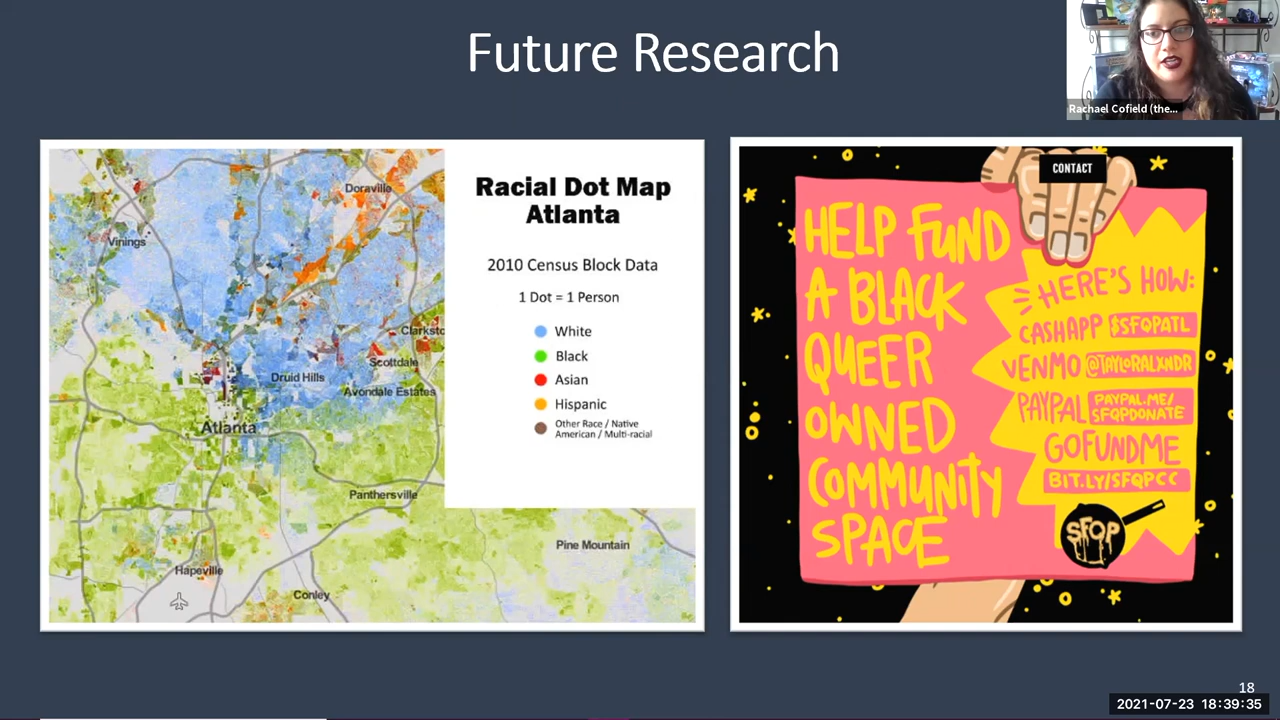 Future Research
Rachael Cofield (the...
Doraville
Vinings
Clarksto
Scottdale
Druid Hills
Avondale Estates
Atlanta
Panthersville
Pine Mountain
Hapeville
Conley
Racial Dot Map
Atlanta
2010 Census Block Data
1 Dot = 1 Person
White
Black
Asian
Hispanic
Other Race / Native
American / Multi-racial
CONTACT
HELP FUND
A BLACK
QUEER
OWNED
COMMUNITY
SPACE
HERE'S HOW:
CASHAPP $SFQPATL
VENMO @TAYLORALXNDR
PAYPAL PAYPAL.ME/
SFQPDONATE
GOFUNDME
BIT.LY/SFQPCC
SFQP
18
2021-07-23 18:39:35